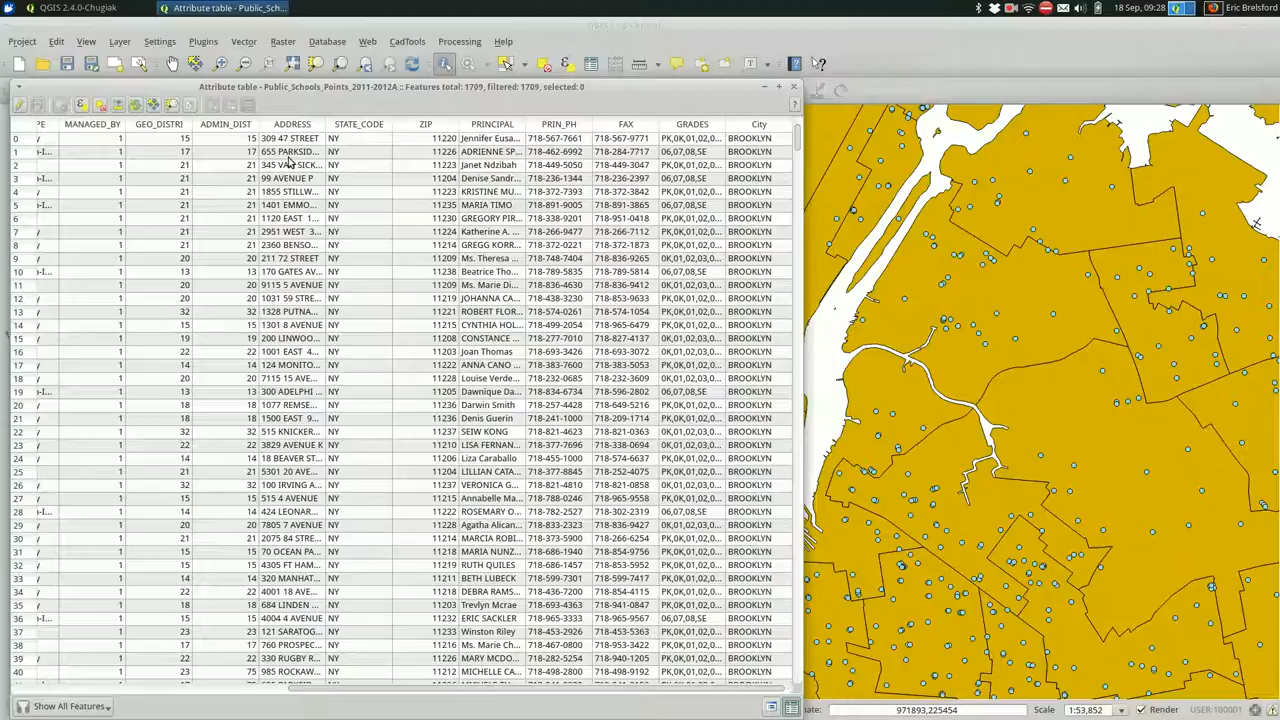 QGIS 2.4.0-Chugiak Attribute table - Public_Sch... 18 Sep, 09:28 Eric Brelsford
Project Edit View Layer Settings Plugins Vector Raster Database Web CadTools Processing Help
Attribute table - Public_Schools_Points_2011-2012A :: Features total: 1709, filtered: 1709, selected: 0
PE MANAGED_BY GEO_DISTRI ADMIN_DIST ADDRESS STATE_CODE ZIP PRINCIPAL PRIN_PH FAX GRADES City
0 y 1 15 15 309 47 STREET NY 11220 Jennifer Eusa... 718-567-7661 718-567-9771 PK,0K,01,02,0... BROOKLYN
1 -I... 1 17 17 655 PARKSID... NY 11226 ADRIENNE SP... 718-462-6992 718-284-7717 06,07,08,SE BROOKLYN
2 1 21 21 345 VAN SICK... NY 11223 Janet Ndzibah 718-449-5050 718-449-3047 PK,0K,01,02,0... BROOKLYN
3 -I... 1 21 21 99 AVENUE P NY 11204 Denise Sandr... 718-236-1344 718-236-2397 06,07,08,SE BROOKLYN
4 1 21 21 1855 STILLW... NY 11223 KRISTINE MU... 718-372-7393 718-372-3842 PK,0K,01,02,0... BROOKLYN
5 -I... 1 21 21 1401 EMMO... NY 11235 MARIA TIMO 718-891-9005 718-891-3865 06,07,08,SE BROOKLYN
6 1 21 21 1120 EAST 1... NY 11230 GREGORY PIR... 718-338-9201 718-951-0418 PK,0K,01,02,0... BROOKLYN
7 1 21 21 2951 WEST 3... NY 11224 Katherine A. ... 718-266-9477 718-266-7112 PK,0K,01,02,0... BROOKLYN
8 1 21 21 2360 BENSO... NY 11214 GREGG KORR... 718-372-0221 718-372-1873 PK,0K,01,02,0... BROOKLYN
9 1 20 20 211 72 STREET NY 11209 Ms. Theresa ... 718-748-7404 718-836-9265 0K,01,02,03,0... BROOKLYN
10 -I... 1 13 13 170 GATES AV... NY 11238 Beatrice Tho... 718-789-5835 718-789-5814 06,07,08,SE BROOKLYN
11 1 20 20 9115 5 AVENUE NY 11209 Ms. Marie Di... 718-836-4630 718-836-9412 0K,01,02,03,0... BROOKLYN
12 1 20 20 1031 59 STRE... NY 11219 JOHANNA CA... 718-438-3230 718-853-9633 PK,0K,01,02,0... BROOKLYN
13 1 32 32 1328 PUTNA... NY 11221 ROBERT FLOR... 718-574-0261 718-574-1054 PK,0K,01,02,0... BROOKLYN
14 1 15 15 1301 8 AVENUE NY 11215 CYNTHIA HOL... 718-499-2054 718-965-6479 PK,0K,01,02,0... BROOKLYN
15 1 19 19 200 LINWOO... NY 11208 CONSTANCE ... 718-277-7010 718-827-4137 0K,01,02,03,0... BROOKLYN
16 1 22 22 1001 EAST 4... NY 11203 Joan Thomas 718-693-3426 718-693-3072 0K,01,02,03,0... BROOKLYN
17 1 14 14 124 MONITO... NY 11222 ANNA CANO ... 718-383-7600 718-383-5053 PK,0K,01,02,0... BROOKLYN
18 1 20 20 7115 15 AVE... NY 11228 Louise Verde... 718-232-0685 718-232-3609 0K,01,02,03,0... BROOKLYN
19 1 13 13 300 ADELPHI ... NY 11205 Dawnique Da... 718-834-6734 718-596-2802 06,07,08,SE BROOKLYN
20 1 18 18 1077 REMSE... NY 11236 Darwin Smith 718-257-4428 718-649-5216 PK,0K,01,02,0... BROOKLYN
21 1 18 18 1500 EAST 9... NY 11236 Denis Guerin 718-241-1000 718-209-1714 PK,0K,01,02,0... BROOKLYN
22 1 32 32 515 KNICKER... NY 11237 SEIW KONG 718-821-4623 718-821-0363 PK,0K,01,02,0... BROOKLYN
23 1 22 22 3829 AVENUE K NY 11210 LISA FERNAN... 718-377-7696 718-338-0694 0K,01,02,03,0... BROOKLYN
24 1 14 14 18 BEAVER ST... NY 11206 Liza Caraballo 718-455-1000 718-574-6637 PK,0K,01,02,0... BROOKLYN
25 1 21 21 5301 20 AVE... NY 11204 LILLIAN CATA... 718-377-8845 718-252-4075 PK,0K,01,02,0... BROOKLYN
26 1 32 32 100 IRVING A... NY 11237 VERONICA G... 718-821-4810 718-821-0858 PK,0K,01,02,0... BROOKLYN
27 1 15 15 515 4 AVENUE NY 11215 Annabelle Ma... 718-788-0246 718-965-9558 PK,0K,01,02,0... BROOKLYN
28 1 14 14 424 LEONAR... NY 11222 ROSEMARY O... 718-782-2527 718-302-2319 06,07,08,SE BROOKLYN
29 1 20 20 7805 7 AVENUE NY 11228 Agatha Alican... 718-833-2323 718-836-9427 0K,01,02,03,0... BROOKLYN
30 1 21 21 2075 84 STRE... NY 11214 MARCIA ROBI... 718-373-5900 718-266-6254 PK,0K,01,02,0... BROOKLYN
31 1 15 15 70 OCEAN PA... NY 11218 MARIA NUNZ... 718-686-1940 718-854-9756 PK,0K,01,02,0... BROOKLYN
32 1 15 15 4305 FT HAM... NY 11219 RUTH QUILES 718-686-1457 718-853-5952 PK,0K,01,02,0... BROOKLYN
33 1 14 14 320 MANHAT... NY 11211 BETH LUBECK 718-599-7301 718-599-7417 PK,0K,01,02,0... BROOKLYN
34 1 22 22 4001 18 AVE... NY 11218 DEBRA RAMS... 718-436-7200 718-854-4115 PK,0K,01,02,0... BROOKLYN
35 1 18 18 684 LINDEN ... NY 11203 Trevlyn Mcrae 718-693-4363 718-941-0847 PK,0K,01,02,0... BROOKLYN
36 -I... 1 15 15 4004 4 AVENUE NY 11232 ERIC SACKLER 718-965-3333 718-965-9567 06,07,08,SE BROOKLYN
37 1 23 23 121 SARATOG... NY 11233 Winston Riley 718-453-2926 718-453-5363 PK,0K,01,02,0... BROOKLYN
38 1 17 17 760 PROSPEC... NY 11216 Ms. Marie Ch... 718-467-0800 718-953-3422 PK,0K,01,02,0... BROOKLYN
39 y 1 22 22 330 RUGBY R... NY 11226 MARY MCDO... 718-282-5254 718-940-1205 PK,0K,01,02,0... BROOKLYN
40 1 23 75 985 ROCKAW... NY 11212 MICHELLE CA...
Show All Features
971893,225454 Scale 1:53,852 Render USER:100001